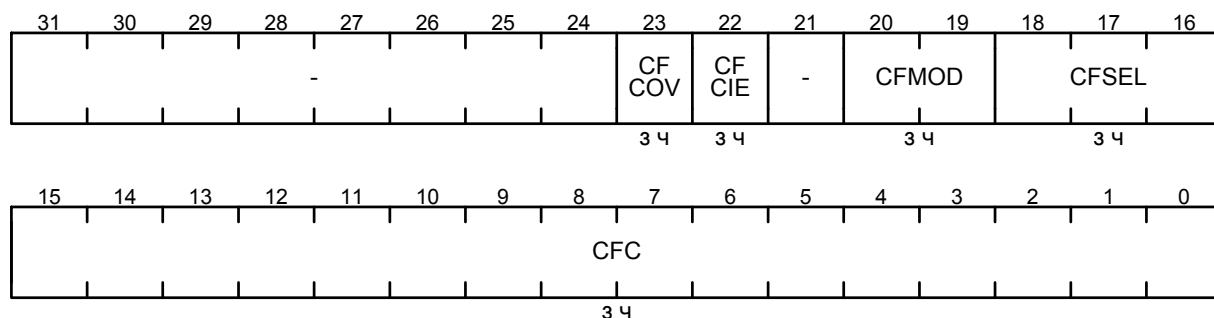 31 30 29 28 27 26 25 24 23 22 21 20 19 18 17 16
- CF COV CF CIE - CFMOD CFSEL
з ч з ч з ч з ч
15 14 13 12 11 10 9 8 7 6 5 4 3 2 1 0
CFC
з ч